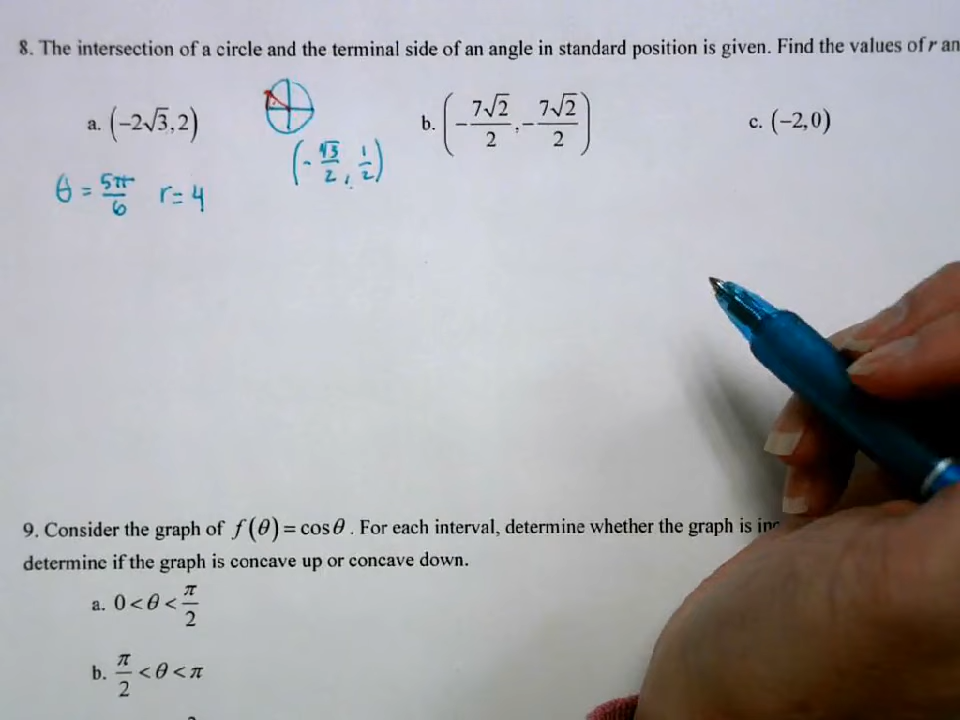 8. The intersection of a circle and the terminal side of an angle in standard position is given. Find the values of r an
a. (−2√3, 2)
(-√3/2, 1/2)
θ = 5π/6 r = 4
b. (−7√2/2, −7√2/2)
c. (−2, 0)
9. Consider the graph of f(θ) = cosθ. For each interval, determine whether the graph is inc
determine if the graph is concave up or concave down.
a. 0 < θ < π/2
b. π/2 < θ < π